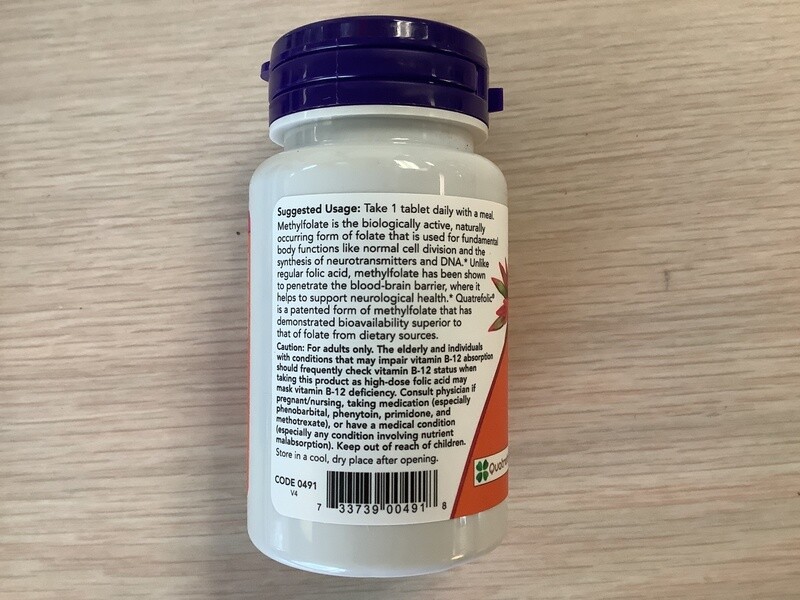 Suggested Usage: Take 1 tablet daily with a meal.
Methylfolate is the biologically active, naturally
occurring form of folate that is used for fundamental
body functions like normal cell division and the
synthesis of neurotransmitters and DNA.* Unlike
regular folic acid, methylfolate has been shown
to penetrate the blood-brain barrier, where it
helps to support neurological health.* Quatrefolic®
is a patented form of methylfolate that has
demonstrated bioavailability superior to
that of folate from dietary sources.
Caution: For adults only. The elderly and individuals
with conditions that may impair vitamin B-12 absorption
should frequently check vitamin B-12 status when
taking this product as high-dose folic acid may
mask vitamin B-12 deficiency. Consult physician if
pregnant/nursing, taking medication (especially
phenobarbital, phenytoin, primidone, and
methotrexate), or have a medical condition
(especially any condition involving nutrient
malabsorption). Keep out of reach of children.
Store in a cool, dry place after opening.
CODE 0491
V4
7 33739 00491 8